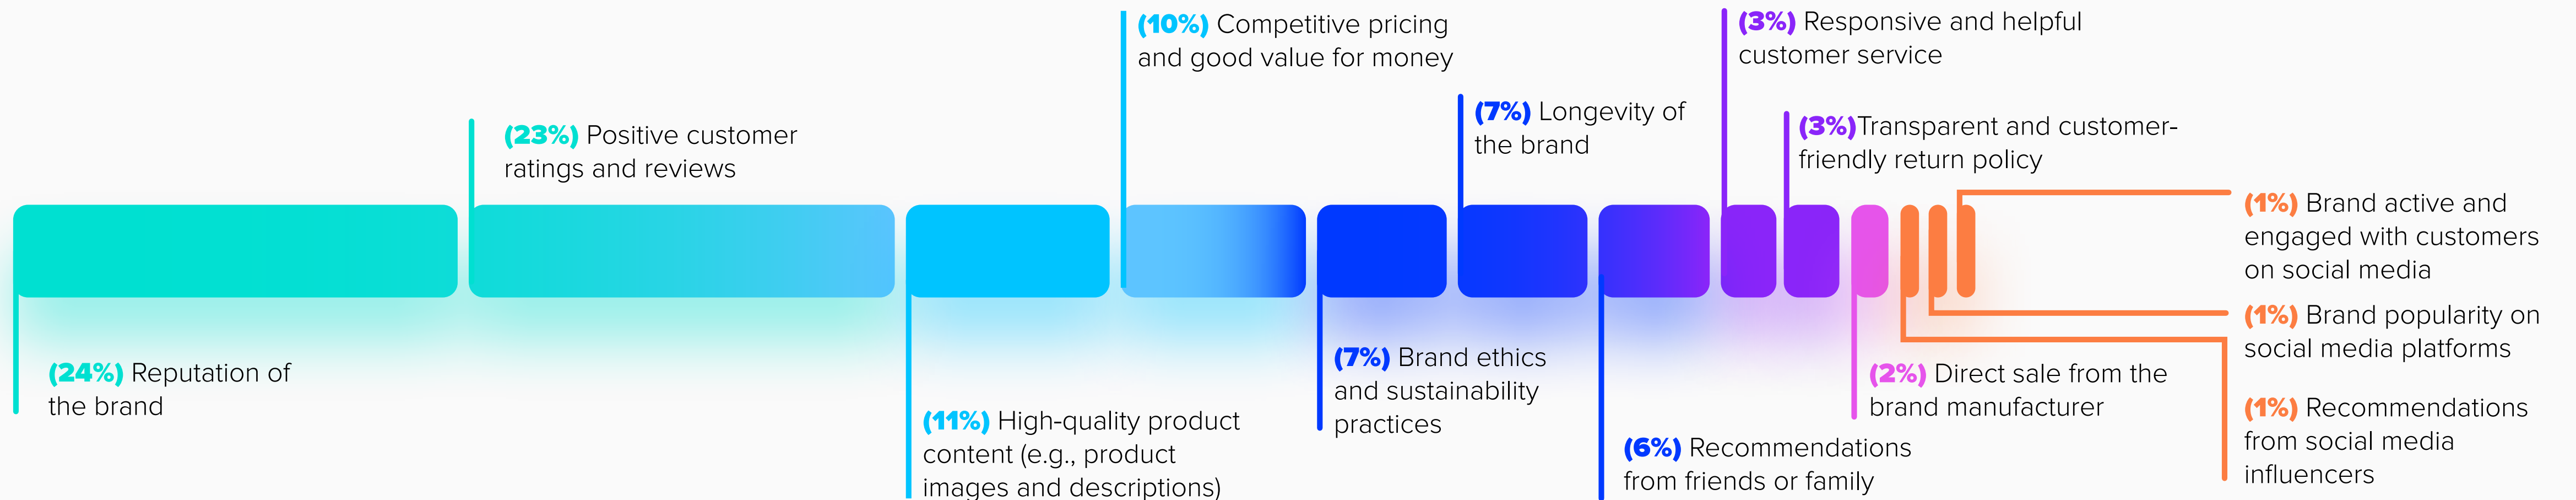 (24%) Reputation of
the brand
(23%) Positive customer
ratings and reviews
(11%) High-quality product
content (e.g., product
images and descriptions)
(10%) Competitive pricing
and good value for money
(7%) Brand ethics
and sustainability
practices
(7%) Longevity of
the brand
(6%) Recommendations
from friends or family
(3%) Responsive and helpful
customer service
(3%)Transparent and customer-
friendly return policy
(2%) Direct sale from the
brand manufacturer
(1%) Brand active and
engaged with customers
on social media
(1%) Brand popularity on
social media platforms
(1%) Recommendations
from social media
influencers